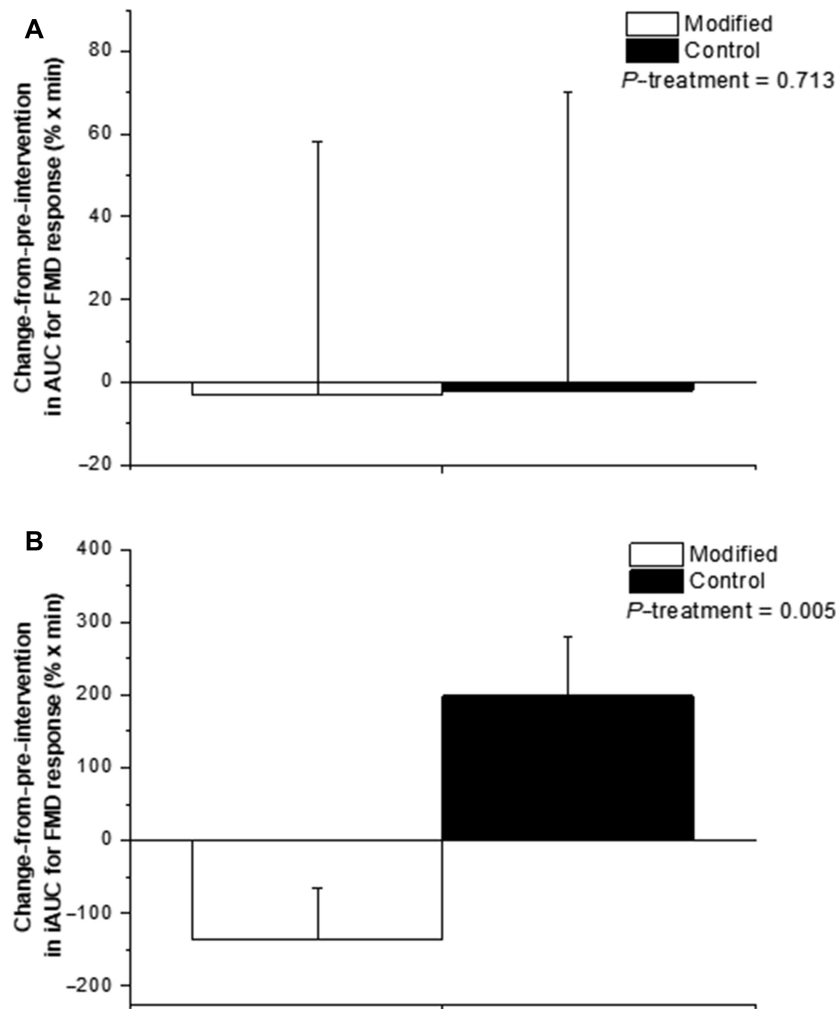 A
Change-from-pre-intervention
in AUC for FMD response (% x min)
80
60
40
20
0
–20
Modified
Control
P-treatment = 0.713
B
Change-from-pre-intervention
in iAUC for FMD response (% x min)
400
300
200
100
0
–100
–200
Modified
Control
P-treatment = 0.005